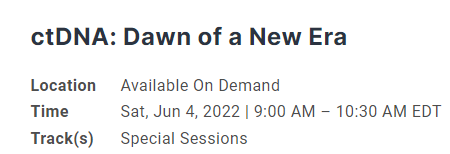 ctDNA: Dawn of a New Era
Location Available On Demand
Time Sat, Jun 4, 2022 | 9:00 AM – 10:30 AM EDT
Track(s) Special Sessions